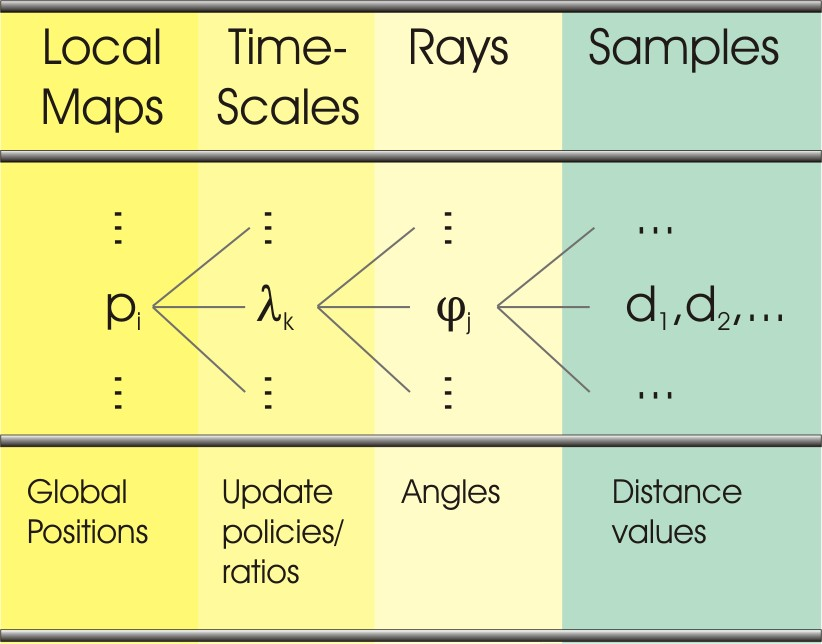 Local Maps
Time-Scales
Rays
Samples
⋮ ⋮ ⋮ ...
pᵢ λₖ φⱼ d₁,d₂,...
⋮ ⋮ ⋮ ...
Global
Positions
Update
policies/
ratios
Angles
Distance
values